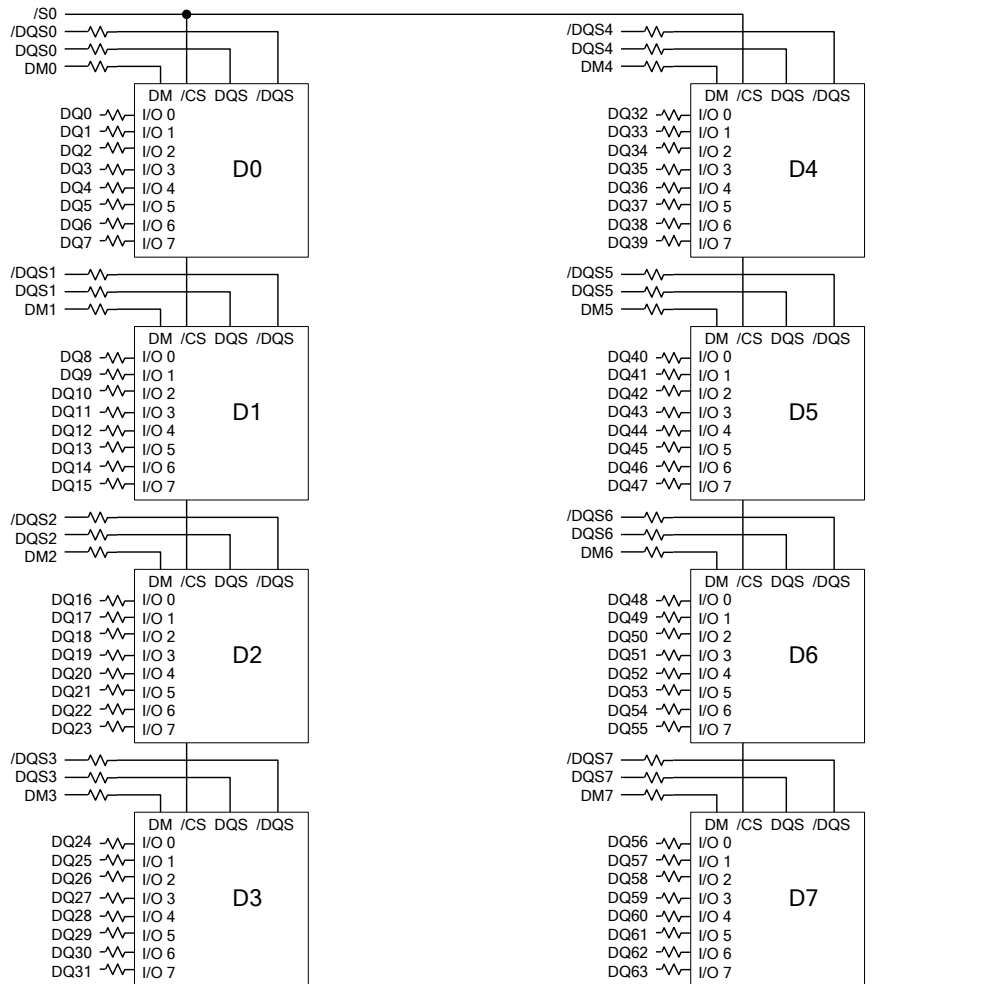 /S0
/DQS0
DQS0
DM0
DM /CS DQS /DQS
DQ0 I/O 0
DQ1 I/O 1
DQ2 I/O 2
DQ3 I/O 3
D0
DQ4 I/O 4
DQ5 I/O 5
DQ6 I/O 6
DQ7 I/O 7
/DQS1
DQS1
DM1
DM /CS DQS /DQS
DQ8 I/O 0
DQ9 I/O 1
DQ10 I/O 2
DQ11 I/O 3
D1
DQ12 I/O 4
DQ13 I/O 5
DQ14 I/O 6
DQ15 I/O 7
/DQS2
DQS2
DM2
DM /CS DQS /DQS
DQ16 I/O 0
DQ17 I/O 1
DQ18 I/O 2
DQ19 I/O 3
D2
DQ20 I/O 4
DQ21 I/O 5
DQ22 I/O 6
DQ23 I/O 7
/DQS3
DQS3
DM3
DM /CS DQS /DQS
DQ24 I/O 0
DQ25 I/O 1
DQ26 I/O 2
DQ27 I/O 3
D3
DQ28 I/O 4
DQ29 I/O 5
DQ30 I/O 6
DQ31 I/O 7
/DQS4
DQS4
DM4
DM /CS DQS /DQS
DQ32 I/O 0
DQ33 I/O 1
DQ34 I/O 2
DQ35 I/O 3
D4
DQ36 I/O 4
DQ37 I/O 5
DQ38 I/O 6
DQ39 I/O 7
/DQS5
DQS5
DM5
DM /CS DQS /DQS
DQ40 I/O 0
DQ41 I/O 1
DQ42 I/O 2
DQ43 I/O 3
D5
DQ44 I/O 4
DQ45 I/O 5
DQ46 I/O 6
DQ47 I/O 7
/DQS6
DQS6
DM6
DM /CS DQS /DQS
DQ48 I/O 0
DQ49 I/O 1
DQ50 I/O 2
DQ51 I/O 3
D6
DQ52 I/O 4
DQ53 I/O 5
DQ54 I/O 6
DQ55 I/O 7
/DQS7
DQS7
DM7
DM /CS DQS /DQS
DQ56 I/O 0
DQ57 I/O 1
DQ58 I/O 2
DQ59 I/O 3
D7
DQ60 I/O 4
DQ61 I/O 5
DQ62 I/O 6
DQ63 I/O 7